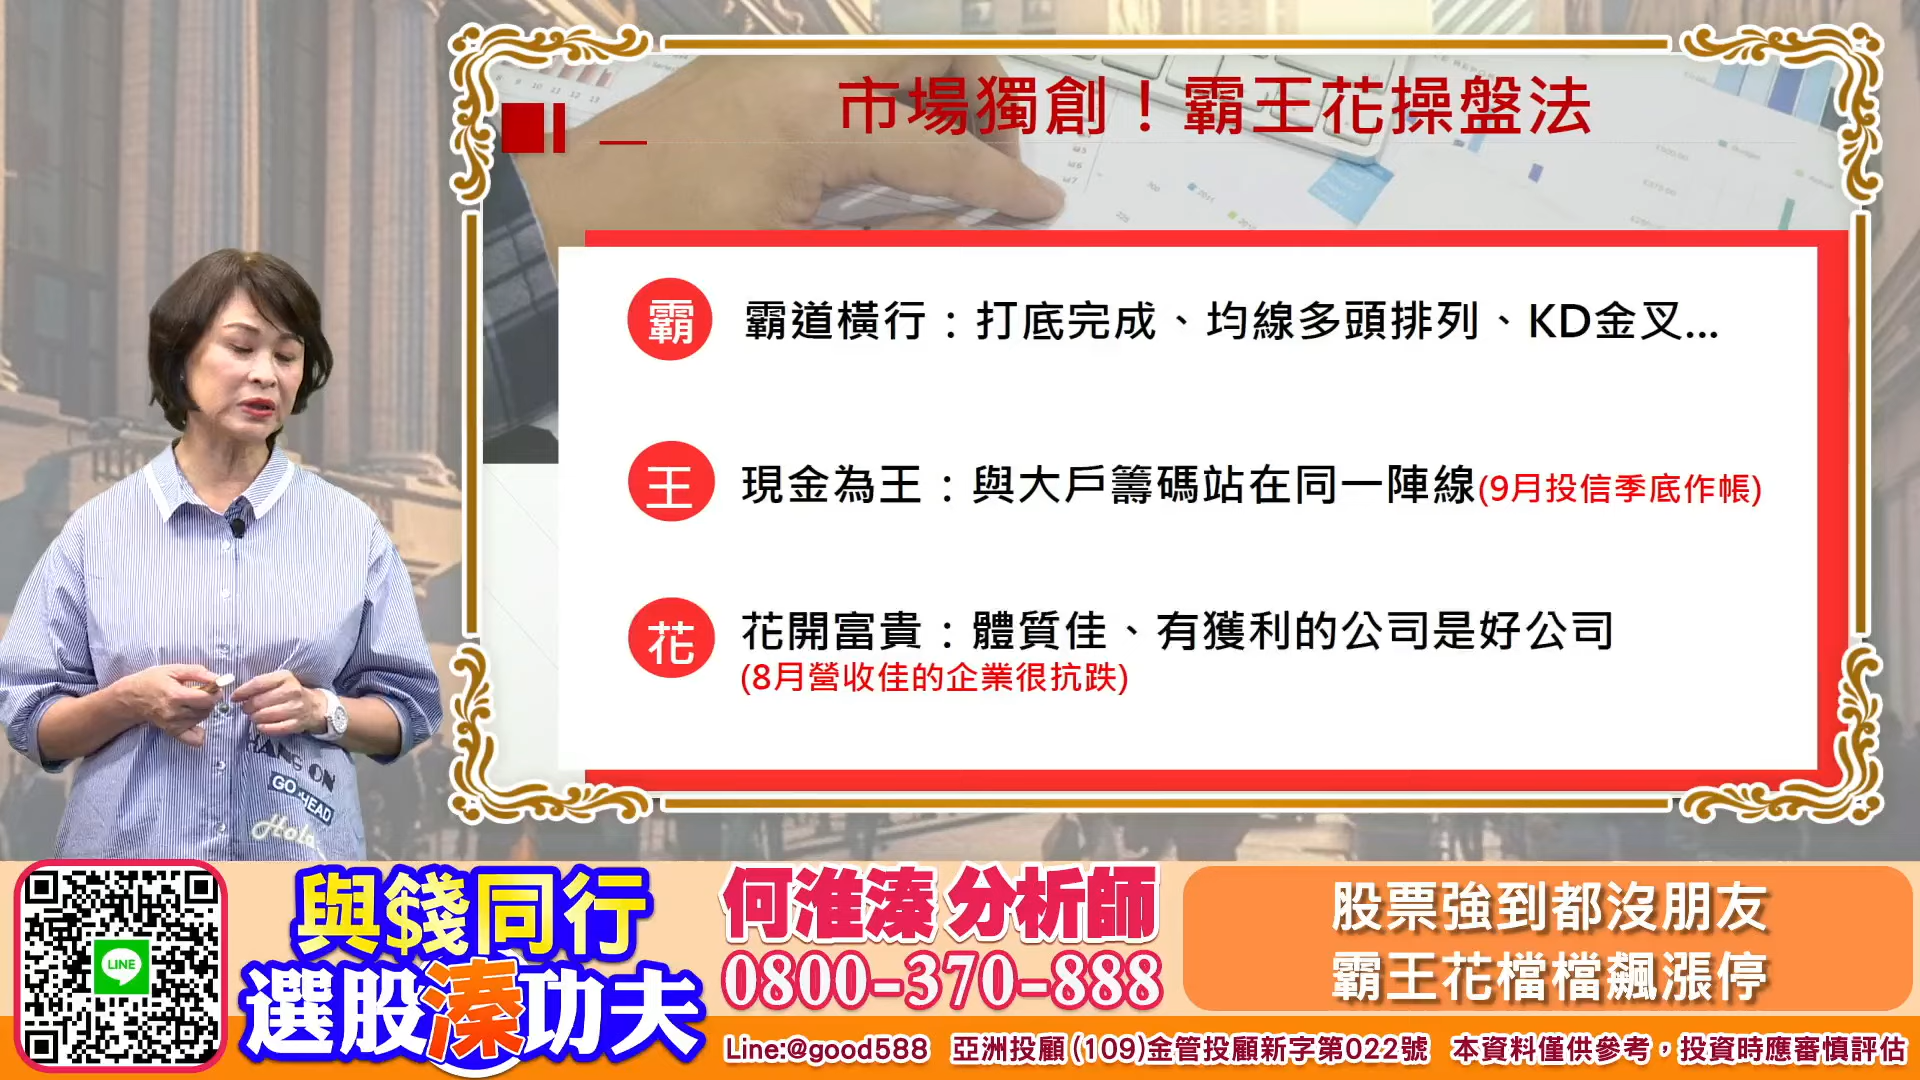 市場獨創！霸王花操盤法
霸 霸道橫行：打底完成、均線多頭排列、KD金叉...
王 現金為王：與大戶籌碼站在同一陣線(9月投信季底作帳)
花 花開富貴：體質佳、有獲利的公司是好公司
(8月營收佳的企業很抗跌)
HANG ON
GO AHEAD
Hola
LINE
與$錢同行
選股溱功夫
何淮溱 分析師
0800-370-888
股票強到都沒朋友
霸王花檔檔飆漲停
Line:@good588 亞洲投顧 (109)金管投顧新字第022號 本資料僅供參考，投資時應審慎評估